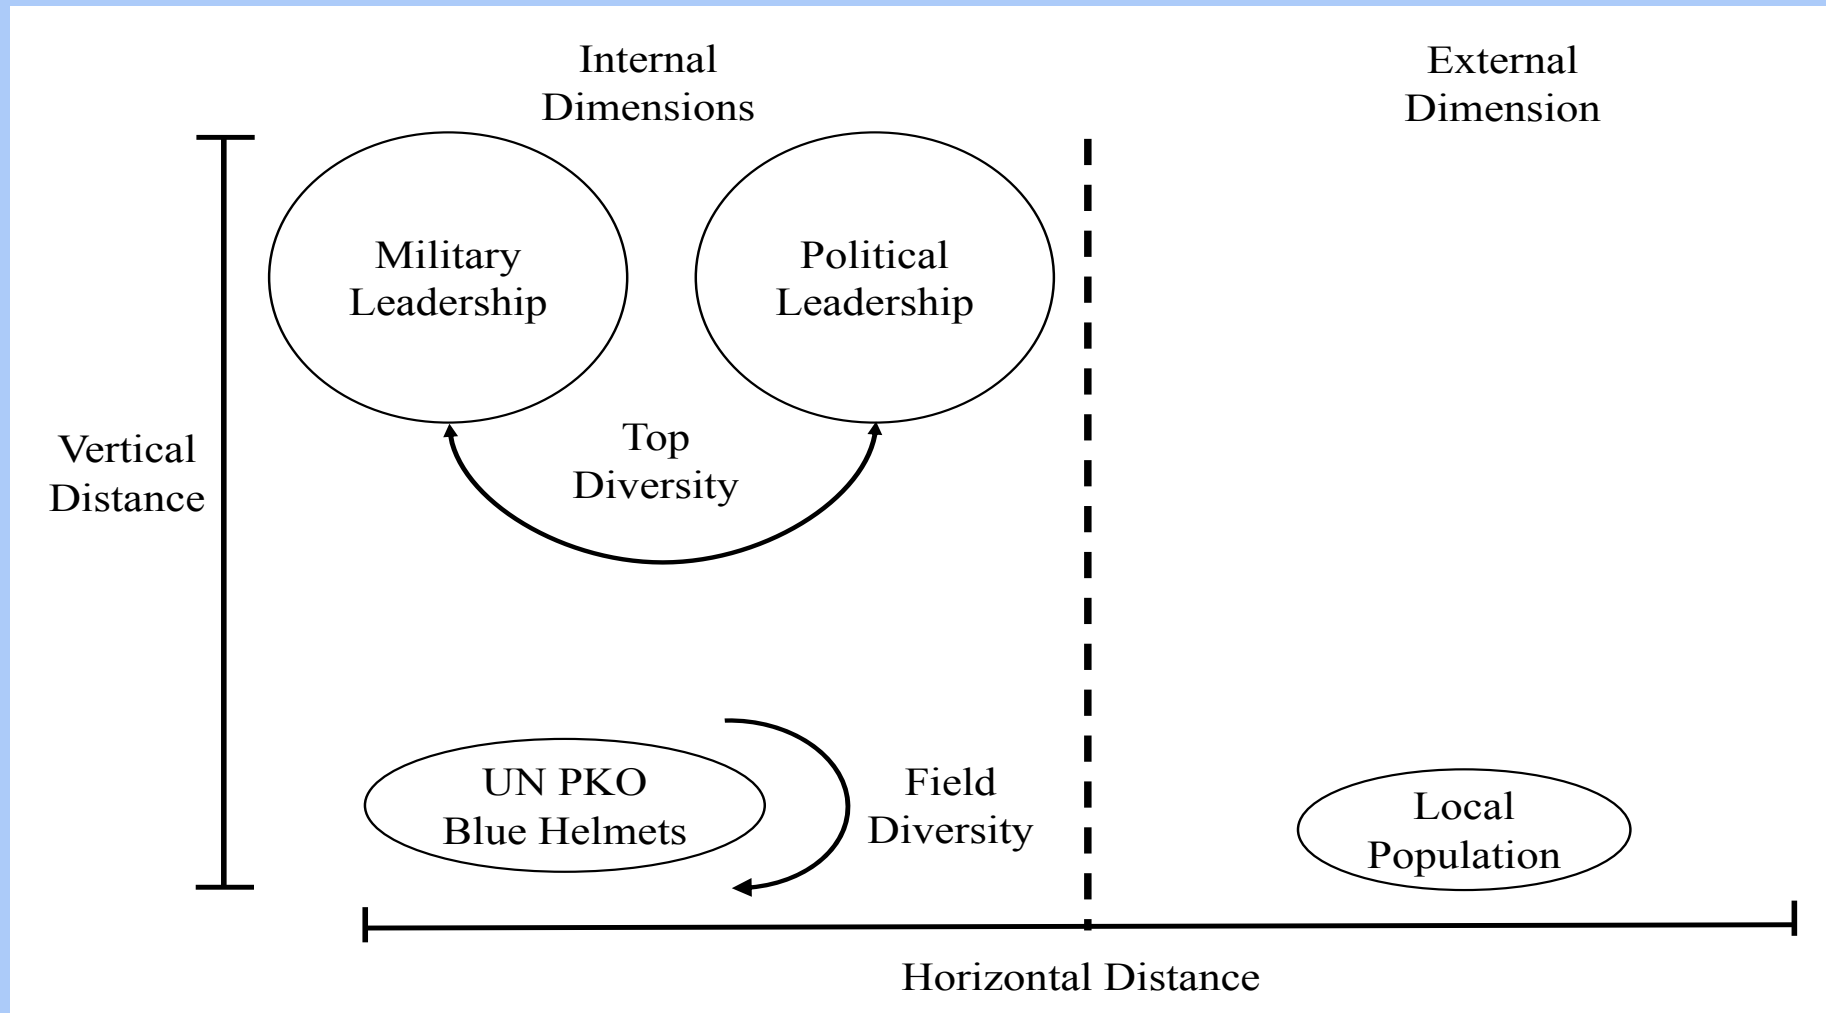 Internal
Dimensions
External
Dimension
Military
Leadership
Political
Leadership
Top
Diversity
Vertical
Distance
UN PKO
Blue Helmets
Field
Diversity
Local
Population
Horizontal Distance